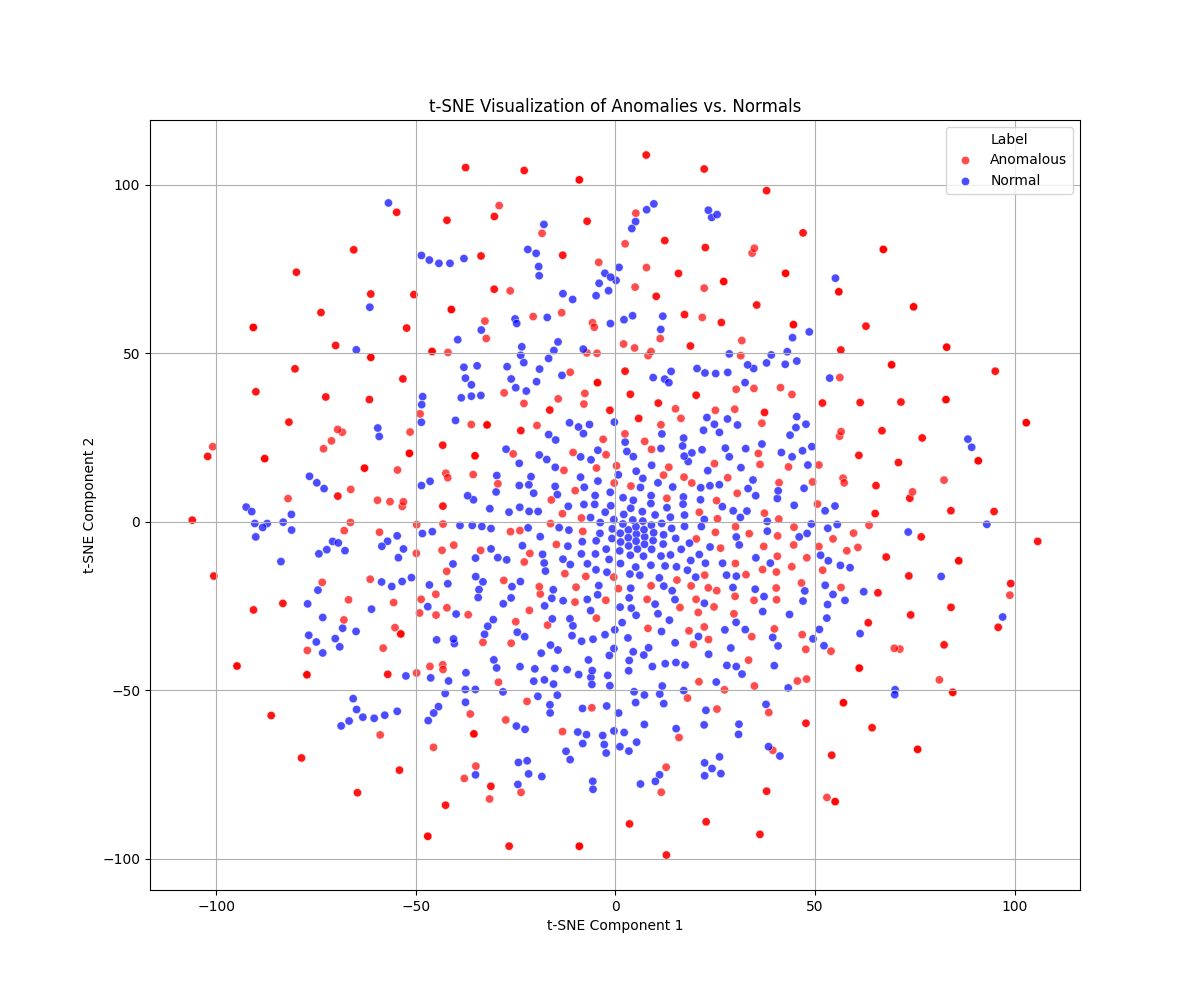 t-SNE Visualization of Anomalies vs. Normals
Label
Anomalous
Normal
100
50
0
−50
−100
t-SNE Component 2
−100
−50
0
50
100
t-SNE Component 1